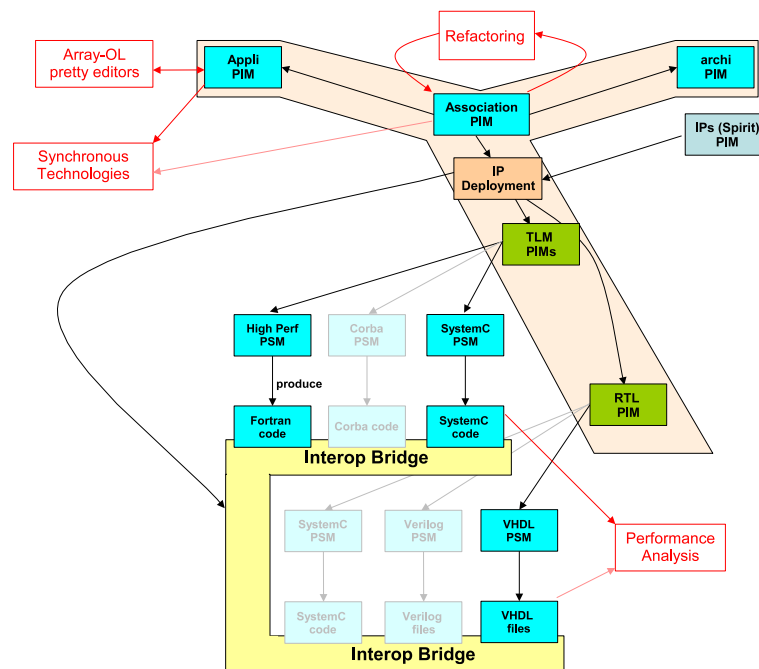 Array-OL
pretty editors
Appli
PIM
Refactoring
archi
PIM
Association
PIM
IPs (Spirit)
PIM
Synchronous
Technologies
IP
Deployment
TLM
PIMs
High Perf
PSM
Corba
PSM
SystemC
PSM
produce
RTL
PIM
Fortran
code
Corba code
SystemC
code
Interop Bridge
SystemC
PSM
Verilog
PSM
VHDL
PSM
Performance
Analysis
SystemC
code
Verilog
files
VHDL
files
Interop Bridge